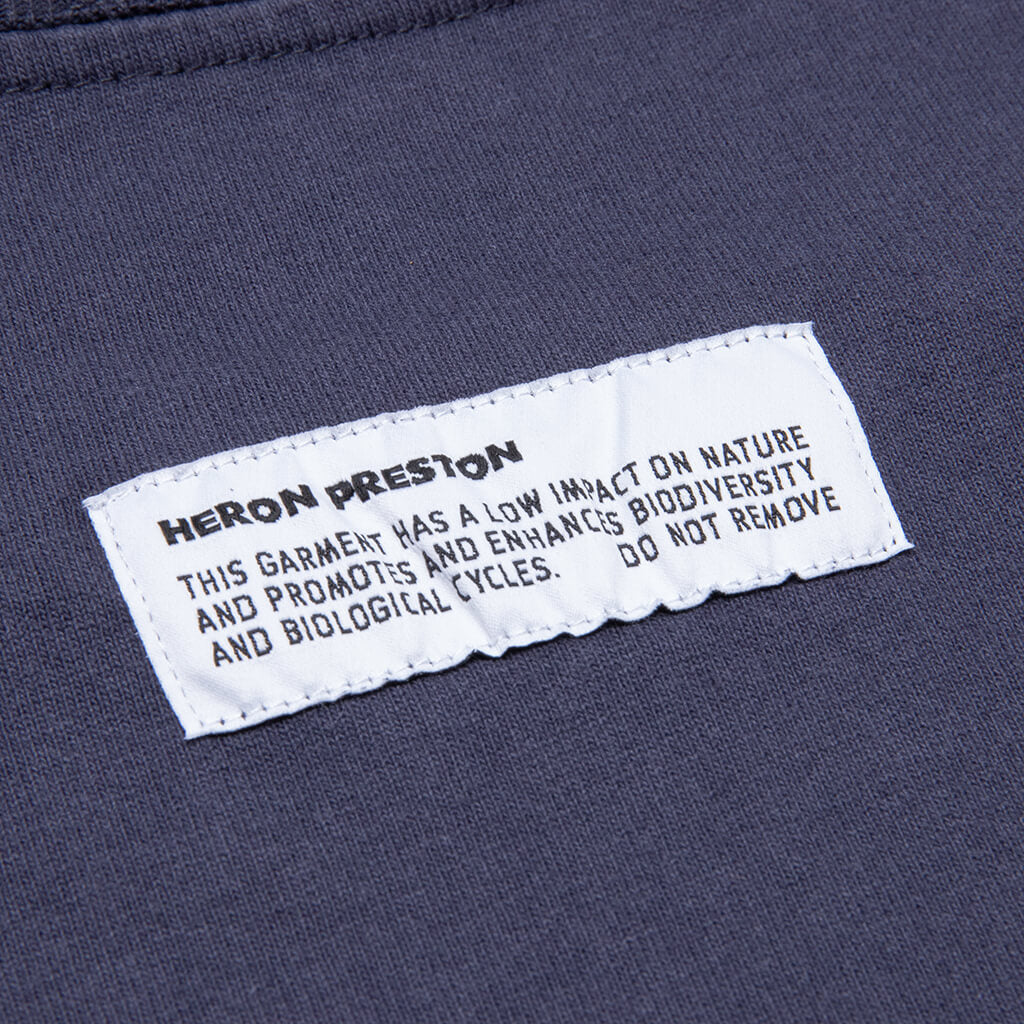 HERON PRESTON
THIS GARMENT HAS A LOW IMPACT ON NATURE
AND PROMOTES AND ENHANCES BIODIVERSITY
AND BIOLOGICAL CYCLES. DO NOT REMOVE